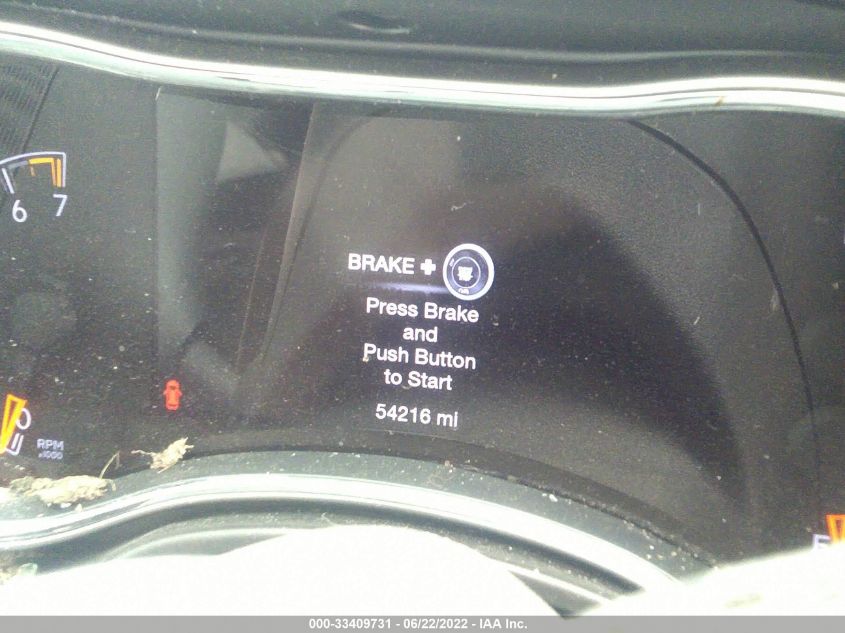 6 7
BRAKE +
Press Brake
and
Push Button
to Start
54216 mi
RPM
x1000
000-33409731 - 06/22/2022 - IAA Inc.